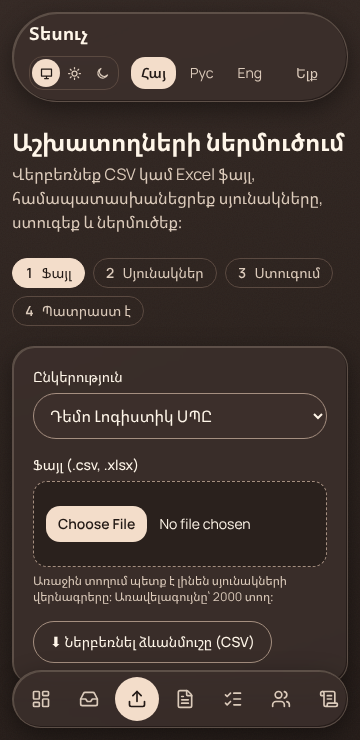 Տեսուչ
Հայ Рус Eng Ելք
Աշխատողների ներմուծում
Վերբեռնեք CSV կամ Excel ֆայլ,
համապատասխանեցրեք սյունակները,
ստուգեք և ներմուծեք:
1 Ֆայլ 2 Սյունակներ 3 Ստուգում
4 Պատրաստ է
Ընկերություն
Դեմո Լոգիստիկ ՍՊԸ
Ֆայլ (.csv, .xlsx)
Choose File No file chosen
Առաջին տողում պետք է լինեն սյունակների
վերնագրերը: Առավելագույնը՝ 2000 տող:
⬇ Ներբեռնել ձևանմուշը (CSV)